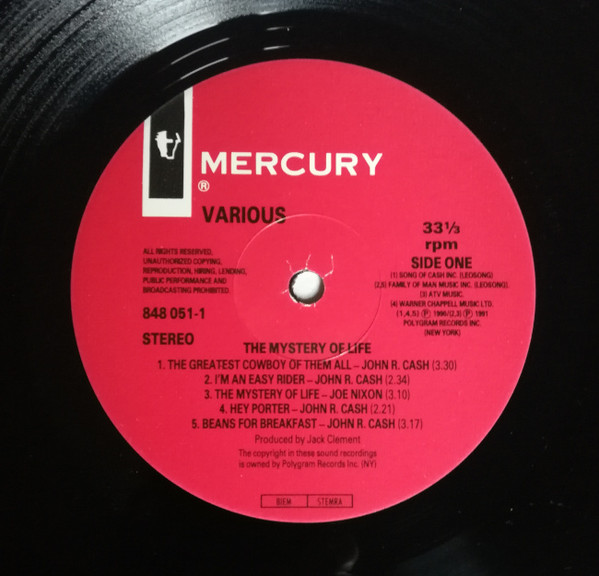 MERCURY
®
VARIOUS
33⅓
rpm
SIDE ONE
(1) SONG OF CASH INC. (LEOSONG)
(2,5) FAMILY OF MAN MUSIC INC. (LEOSONG).
(3) ATV MUSIC.
(4) WARNER CHAPPELL MUSIC LTD.
(1,4,5) Ⓟ 1990/(2,3) Ⓟ 1991
POLYGRAM RECORDS INC.
(NEW YORK)
ALL RIGHTS RESERVED,
UNAUTHORIZED COPYING,
REPRODUCTION, HIRING, LENDING,
PUBLIC PERFORMANCE AND
BROADCASTING PROHIBITED.
848 051-1
STEREO
THE MYSTERY OF LIFE
1. THE GREATEST COWBOY OF THEM ALL – JOHN R. CASH (3.30)
2. I'M AN EASY RIDER – JOHN R. CASH (2.34)
3. THE MYSTERY OF LIFE – JOE NIXON (3.10)
4. HEY PORTER – JOHN R. CASH (2.21)
5. BEANS FOR BREAKFAST – JOHN R. CASH (3.17)
Produced by Jack Clement
The copyright in these sound recordings
is owned by Polygram Records Inc. (NY)
BIEM STEMRA